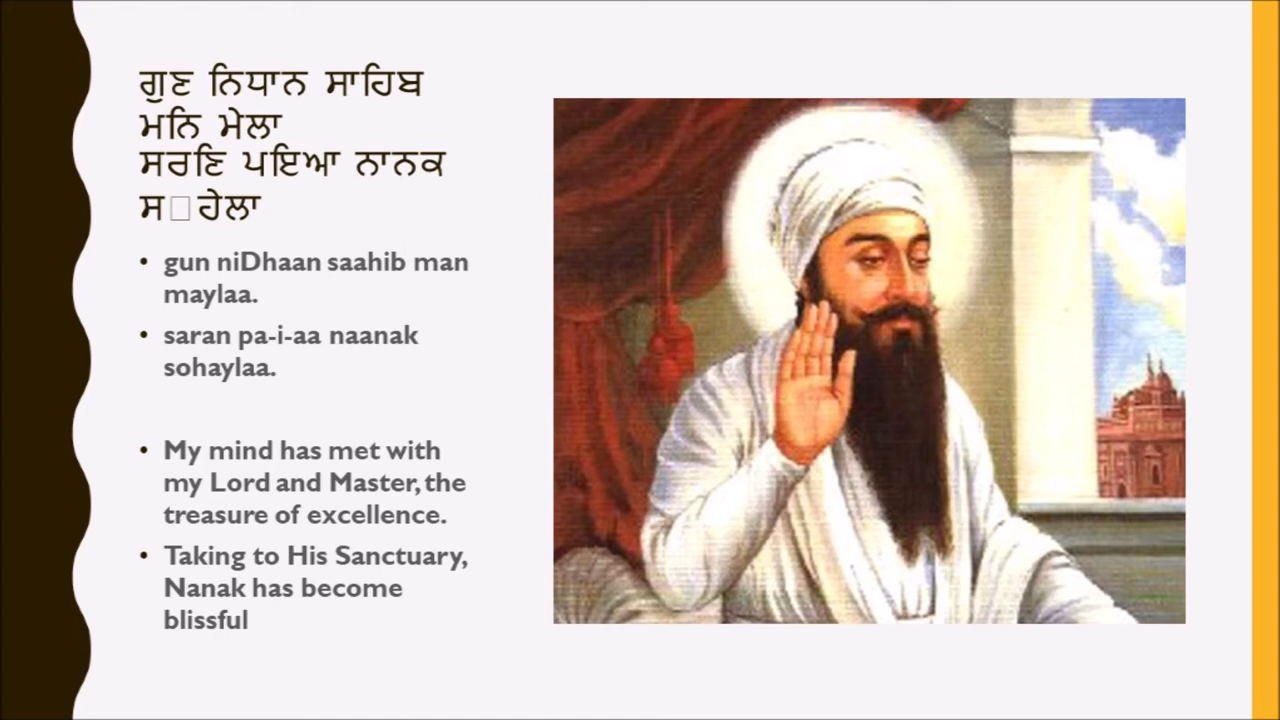 ਗੁਣ ਨਿਧਾਨ ਸਾਹਿਬ
ਮਨਿ ਮੇਲਾ
ਸਰਣਿ ਪਇਆ ਨਾਨਕ
ਸ□ਹੇਲਾ
• gun niDhaan saahib man
maylaa.
• saran pa-i-aa naanak
sohaylaa.
• My mind has met with
my Lord and Master, the
treasure of excellence.
• Taking to His Sanctuary,
Nanak has become
blissful